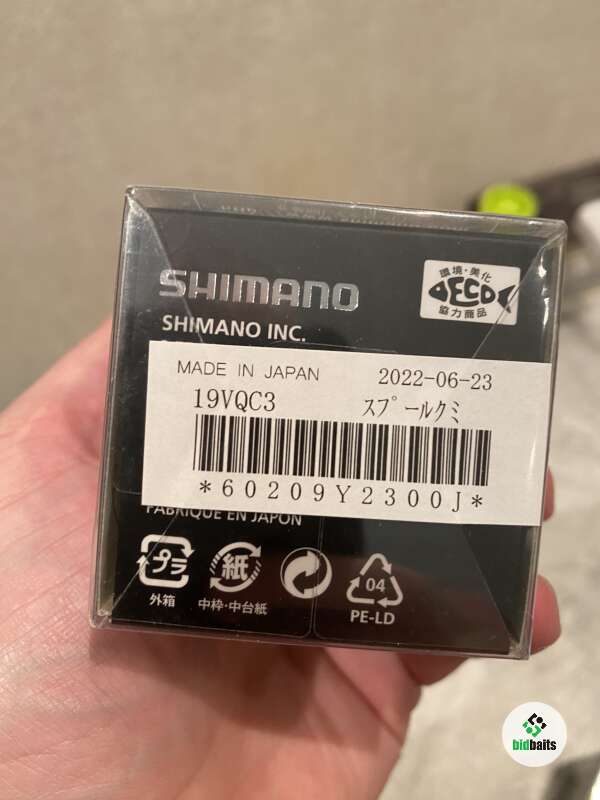 SHIMANO
環境・美化
DECO
協力商品
SHIMANO INC.
MADE IN JAPAN 2022-06-23
19VQC3 スプールクミ
*60209Y2300J*
FABRIQUÉ EN JAPON
プラ
紙
04
外箱
中枠・中台紙
PE-LD
bidbaits